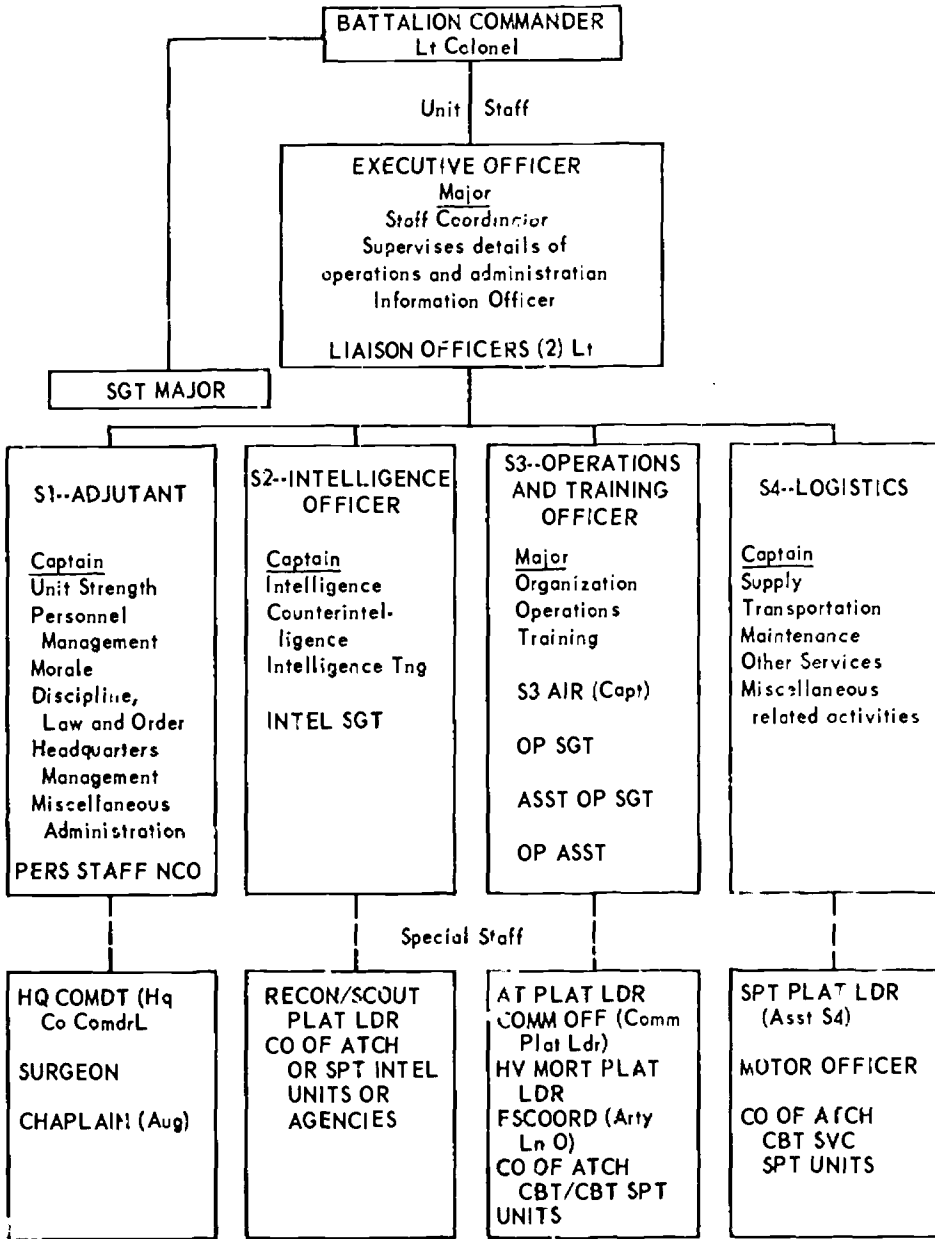 BATTALION COMMANDER
Lt Colonel
Unit Staff
EXECUTIVE OFFICER
Major
Staff Coordinator
Supervises details of
operations and administration
Information Officer
LIAISON OFFICERS (2) Lt
SGT MAJOR
S1--ADJUTANT
Captain
Unit Strength
Personnel
Management
Morale
Discipline,
Law and Order
Headquarters
Management
Miscellaneous
Administration
PERS STAFF NCO
S2--INTELLIGENCE
OFFICER
Captain
Intelligence
Counterintel-
ligence
Intelligence Tng
INTEL SGT
S3--OPERATIONS
AND TRAINING
OFFICER
Major
Organization
Operations
Training
S3 AIR (Capt)
OP SGT
ASST OP SGT
OP ASST
S4--LOGISTICS
Captain
Supply
Transportation
Maintenance
Other Services
Miscellaneous
related activities
Special Staff
HQ COMDT (Hq
Co ComdrL
SURGEON
CHAPLAIN (Aug)
RECON/SCOUT
PLAT LDR
CO OF ATCH
OR SPT INTEL
UNITS OR
AGENCIES
AT PLAT LDR
COMM OFF (Comm
Plat Ldr)
HV MORT PLAT
LDR
FSCOORD (Arty
Ln O)
CO OF ATCH
CBT/CBT SPT
UNITS
SPT PLAT LDR
(Asst S4)
MOTOR OFFICER
CO OF ATCH
CBT SVC
SPT UNITS